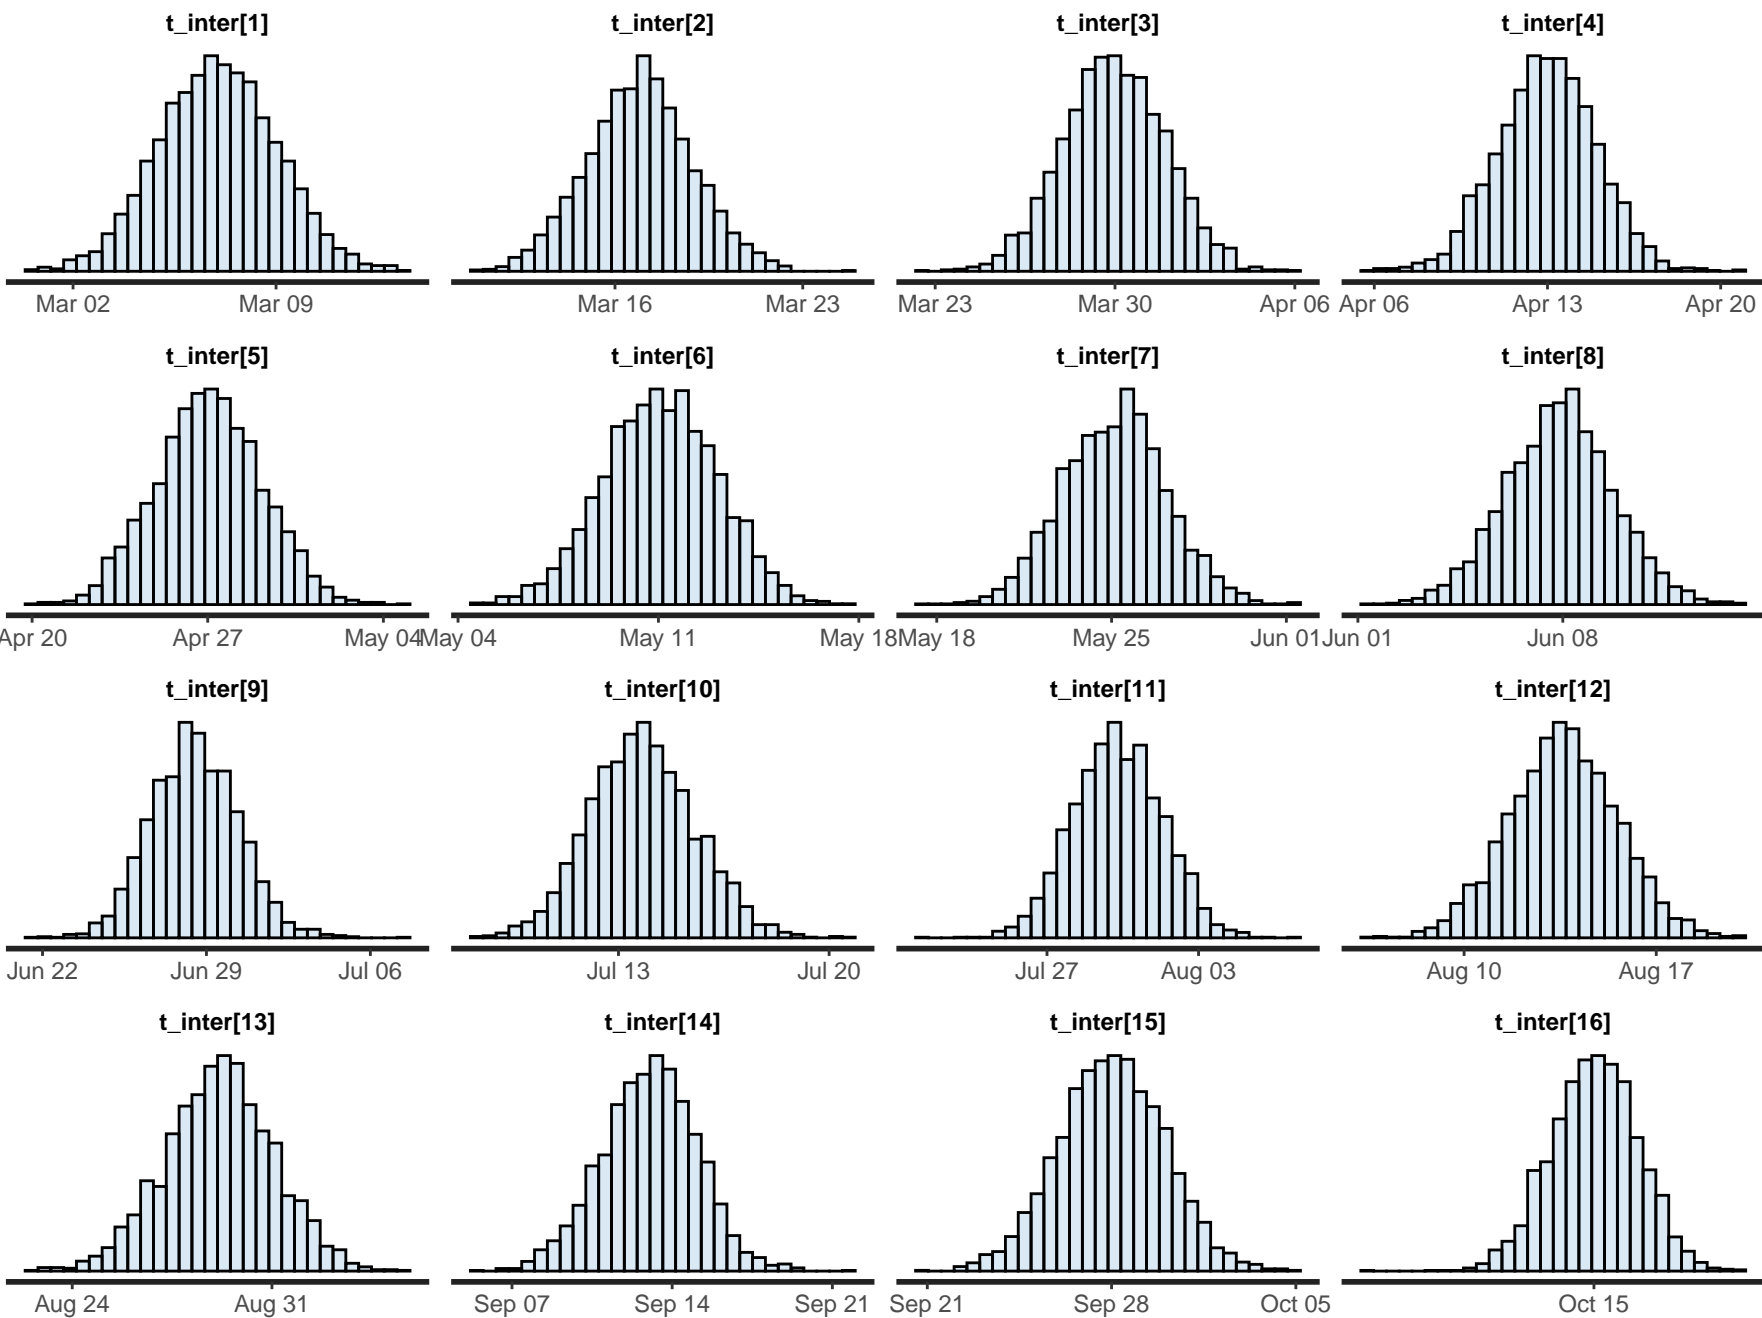 t_inter[1] t_inter[2] t_inter[3] t_inter[4]
Mar 02 Mar 09 Mar 16 Mar 23 Mar 23 Mar 30 Apr 06 Apr 06 Apr 13 Apr 20
t_inter[5] t_inter[6] t_inter[7] t_inter[8]
Apr 20 Apr 27 May 04 May 04 May 11 May 18 May 18 May 25 Jun 01 Jun 01 Jun 08
t_inter[9] t_inter[10] t_inter[11] t_inter[12]
Jun 22 Jun 29 Jul 06 Jul 13 Jul 20 Jul 27 Aug 03 Aug 10 Aug 17
t_inter[13] t_inter[14] t_inter[15] t_inter[16]
Aug 24 Aug 31 Sep 07 Sep 14 Sep 21 Sep 21 Sep 28 Oct 05 Oct 15